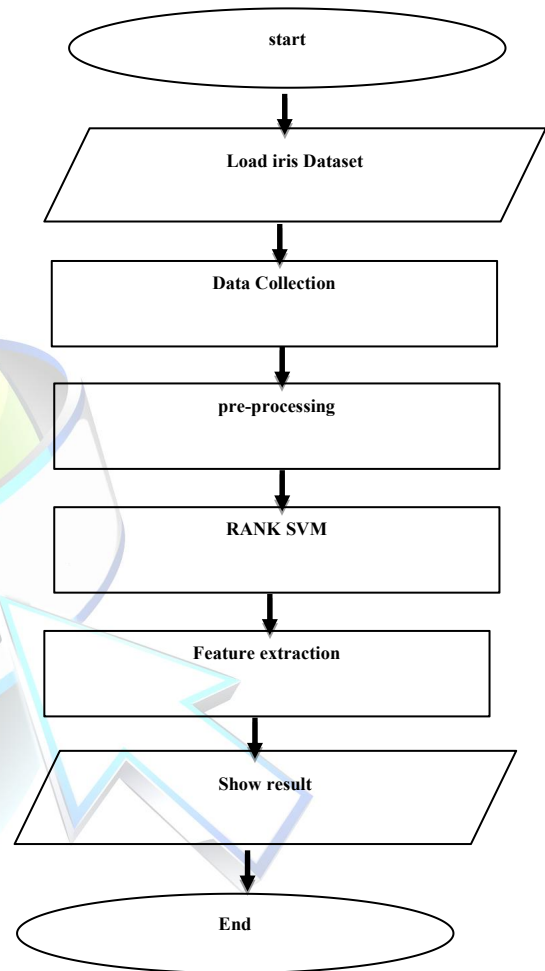 start
Load iris Dataset
Data Collection
pre-processing
RANK SVM
Feature extraction
Show result
End